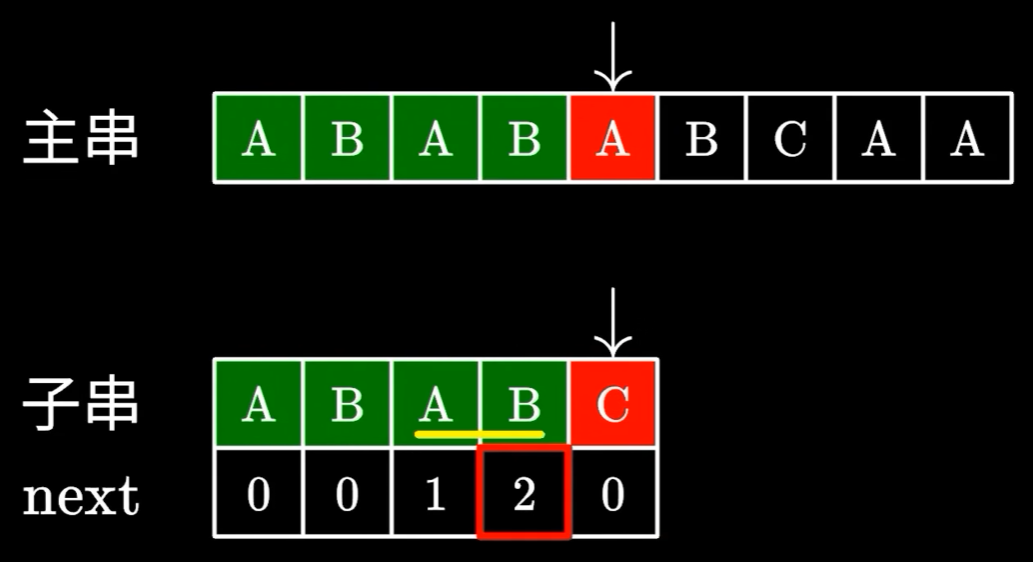 主串 A B A B A B C A A
子串 A B A B C
next 0 0 1 2 0